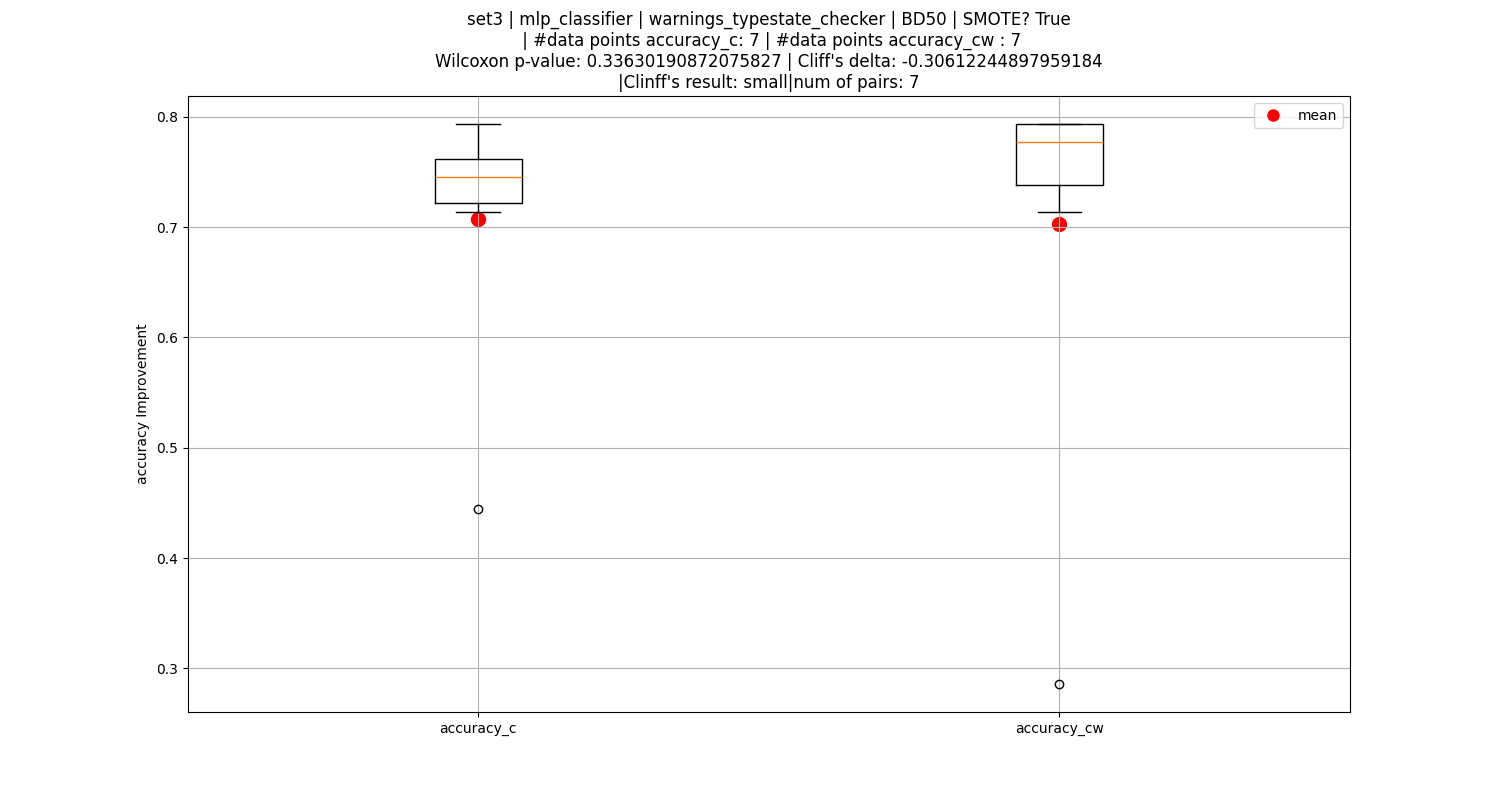 set3 | mlp_classifier | warnings_typestate_checker | BD50 | SMOTE? True
| #data points accuracy_c: 7 | #data points accuracy_cw : 7
Wilcoxon p-value: 0.33630190872075827 | Cliff's delta: -0.30612244897959184
|Clinff's result: small|num of pairs: 7
mean
0.8
0.7
0.6
0.5
0.4
0.3
accuracy Improvement
accuracy_c
accuracy_cw